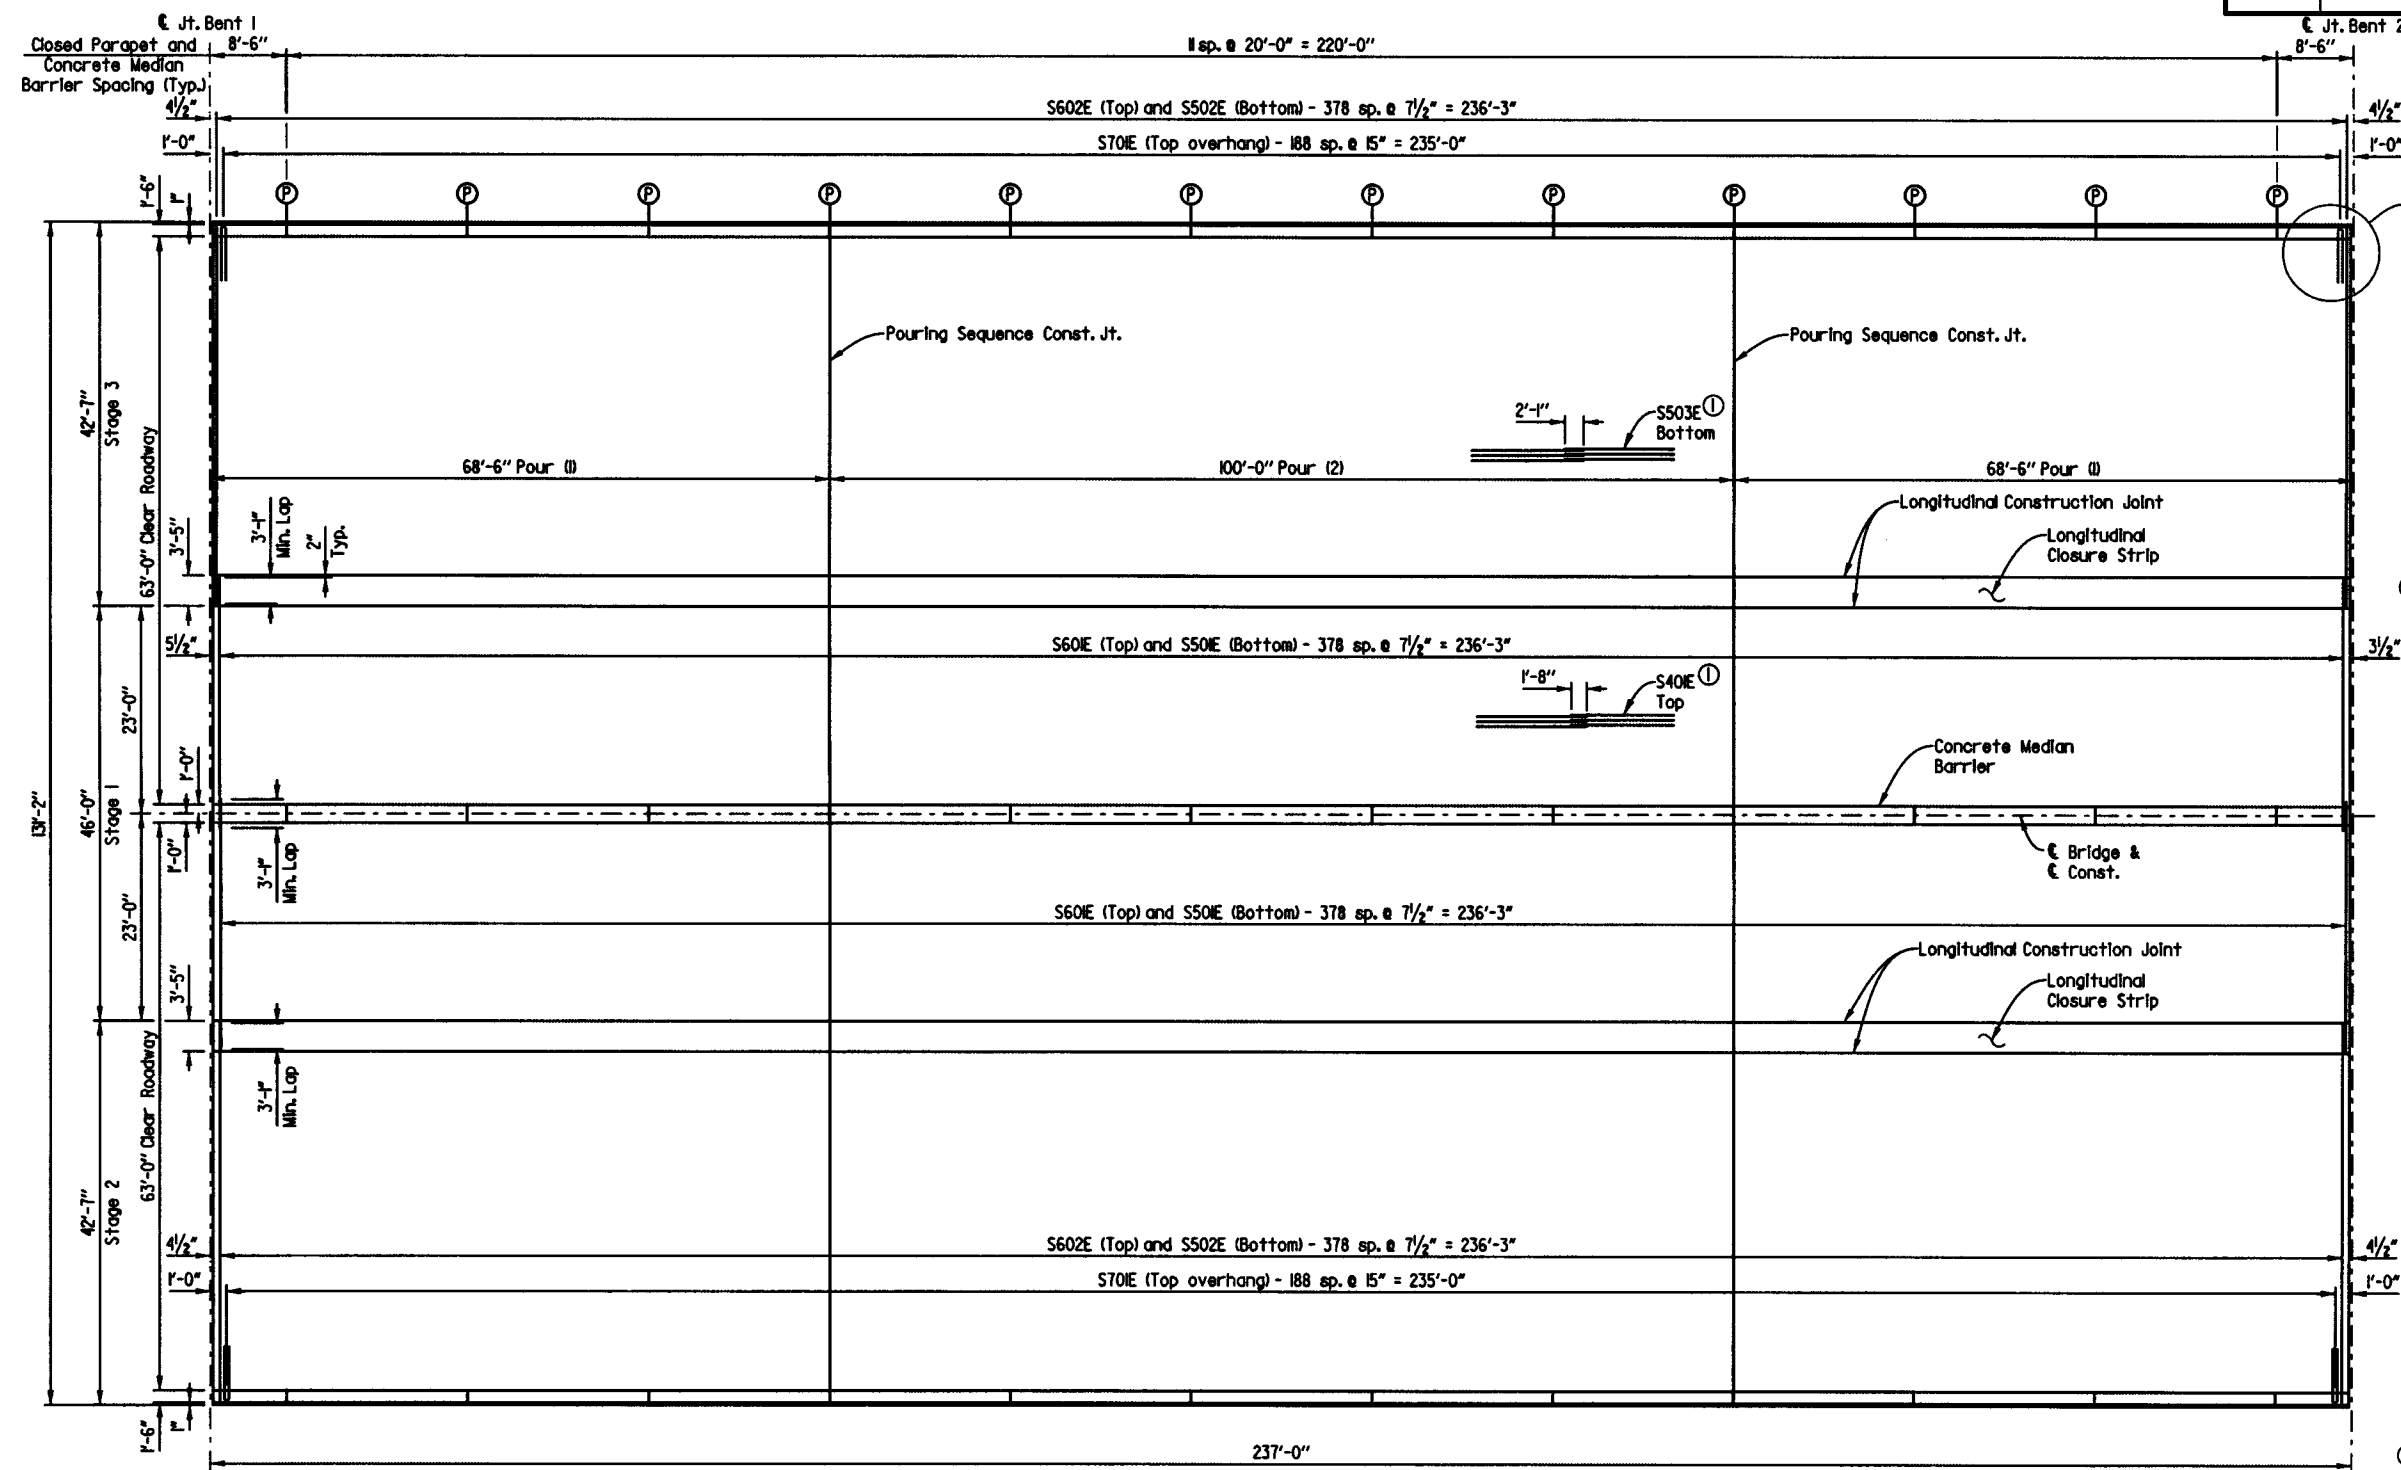 ℄ Jt. Bent 1
℄ Jt. Bent 2
Closed Parapet and
Concrete Median
Barrier Spacing (Typ.)
8'-6"
11 sp. @ 20'-0" = 220'-0"
8'-6"
4½"
S602E (Top) and S502E (Bottom) - 378 sp. @ 7½" = 236'-3"
4½"
1'-0"
S701E (Top overhang) - 188 sp. @ 15" = 235'-0"
1'-0"
1'-6"
1"
P P P P P P P P P P P P
Pouring Sequence Const. Jt.
Pouring Sequence Const. Jt.
42'-7"
Stage 3
63'-0" Clear Roadway
2'-1"
S503E ①
Bottom
68'-6" Pour (1)
100'-0" Pour (2)
68'-6" Pour (1)
3'-5"
3'-1"
Min. Lap
2"
Typ.
Longitudinal Construction Joint
Longitudinal
Closure Strip
5½"
S601E (Top) and S501E (Bottom) - 378 sp. @ 7½" = 236'-3"
3½"
1'-8"
S401E ①
Top
23'-0"
1'-0"
131'-2"
46'-0"
Stage 1
Concrete Median
Barrier
1'-0"
3'-1"
Min. Lap
℄ Bridge &
℄ Const.
23'-0"
S601E (Top) and S501E (Bottom) - 378 sp. @ 7½" = 236'-3"
Longitudinal Construction Joint
3'-5"
Longitudinal
Closure Strip
3'-1"
Min. Lap
63'-0" Clear Roadway
42'-7"
Stage 2
4½"
S602E (Top) and S502E (Bottom) - 378 sp. @ 7½" = 236'-3"
4½"
1'-0"
S701E (Top overhang) - 188 sp. @ 15" = 235'-0"
1'-0"
1'-6"
1"
237'-0"